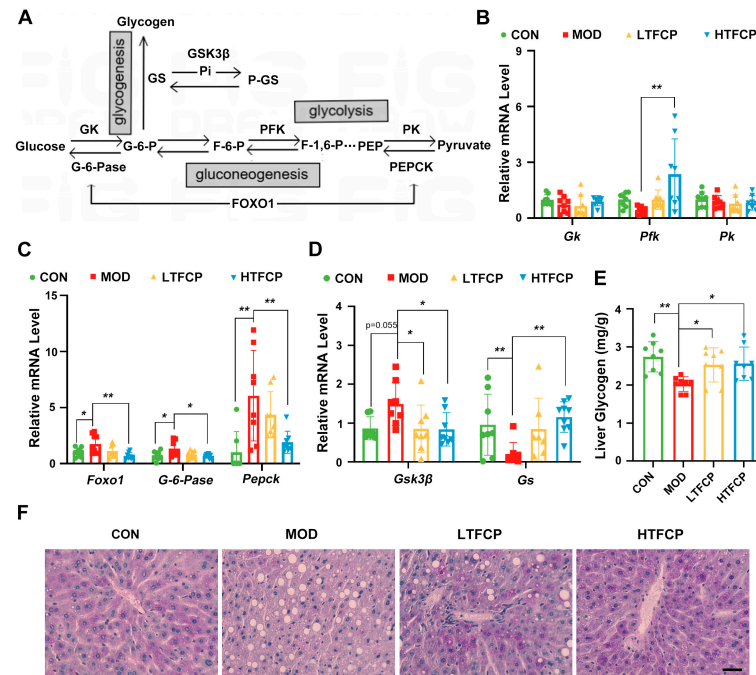 A
Glycogen
glycogenesis
GSK3β
GS
Pi
P-GS
glycolysis
GK
PFK
PK
Glucose
G-6-P
F-6-P
F-1,6-P··· PEP
Pyruvate
G-6-Pase
gluconeogenesis
PEPCK
FOXO1
B
CON MOD LTFCP HTFCP
Relative mRNA Level
9
6
3
0
**
Gk Pfk Pk
C
CON MOD LTFCP HTFCP
Relative mRNA Level
15
10
5
0
* ** * * ** **
Foxo1 G-6-Pase Pepck
D
CON MOD LTFCP HTFCP
Relative mRNA Level
4
3
2
1
0
p=0.055 * * ** **
Gsk3β Gs
E
Liver Glycogen (mg/g)
4
3
2
1
0
** * *
CON MOD LTFCP HTFCP
F
CON MOD LTFCP HTFCP